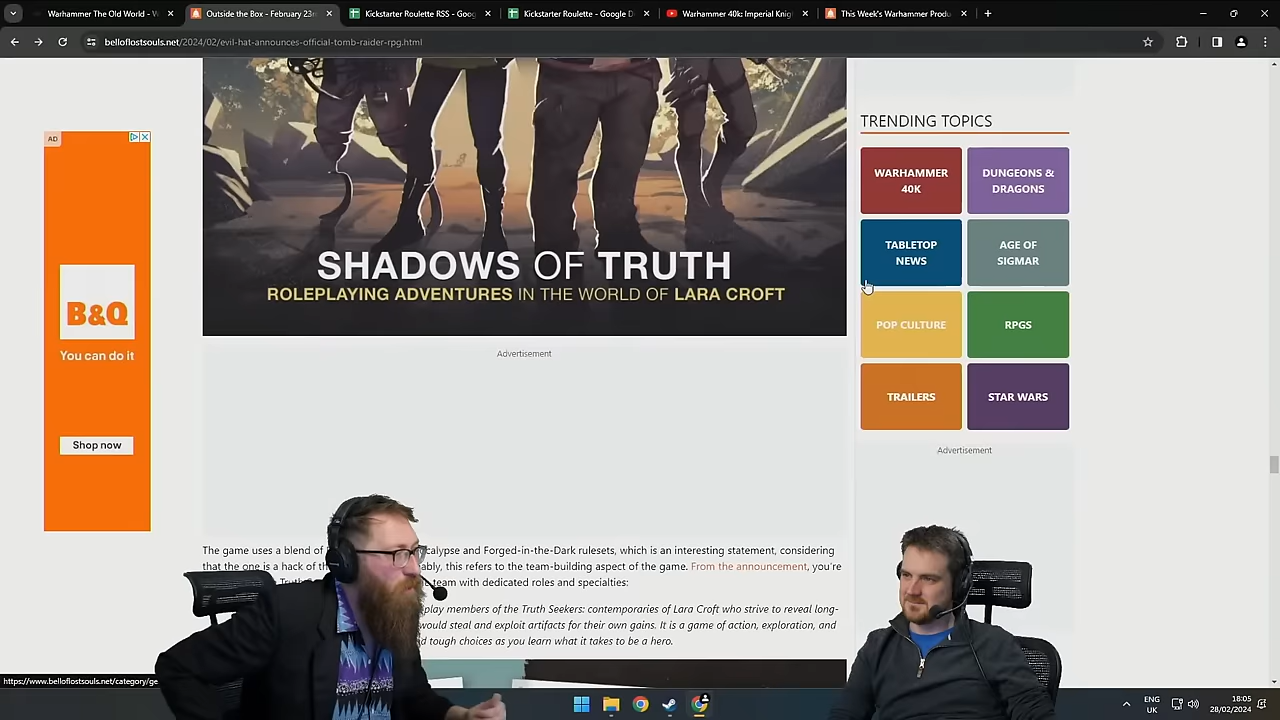 Warhammer The Old World - W
Outside the Box - February 23r
Kickstarter Roulette RSS - Goog
Kickstarter Roulette - Google D
Warhammer 40k: Imperial Knig
This Week's Warhammer Produ
belloflostsouls.net/2024/02/evil-hat-announces-official-tomb-raider-rpg.html
AD
B&Q
You can do it
Shop now
SHADOWS OF TRUTH
ROLEPLAYING ADVENTURES IN THE WORLD OF LARA CROFT
Advertisement
TRENDING TOPICS
WARHAMMER
40K
DUNGEONS &
DRAGONS
TABLETOP
NEWS
AGE OF
SIGMAR
POP CULTURE
RPGS
TRAILERS
STAR WARS
Advertisement
The game uses a blend of calypse and Forged-in-the-Dark rulesets, which is an interesting statement, considering
that the one is a hack of th ably, this refers to the team-building aspect of the game. From the announcement, you're
team with dedicated roles and specialties:
play members of the Truth Seekers: contemporaries of Lara Croft who strive to reveal long-
would steal and exploit artifacts for their own gains. It is a game of action, exploration, and
d tough choices as you learn what it takes to be a hero.
https://www.belloflostsouls.net/category/ge
ENG
UK
18:05
28/02/2024